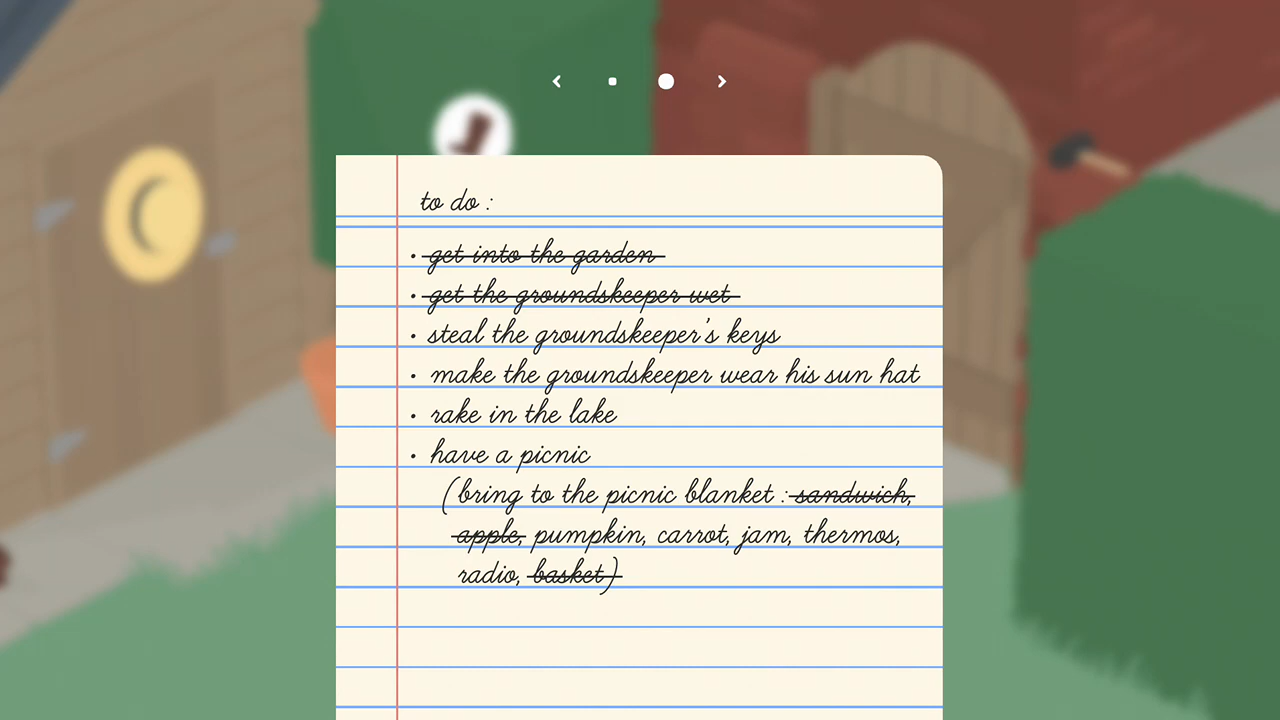 to do :
• get into the garden
• get the groundskeeper wet
• steal the groundskeeper's keys
• make the groundskeeper wear his sun hat
• rake in the lake
• have a picnic
(bring to the picnic blanket : sandwich,
apple, pumpkin, carrot, jam, thermos,
radio, basket)